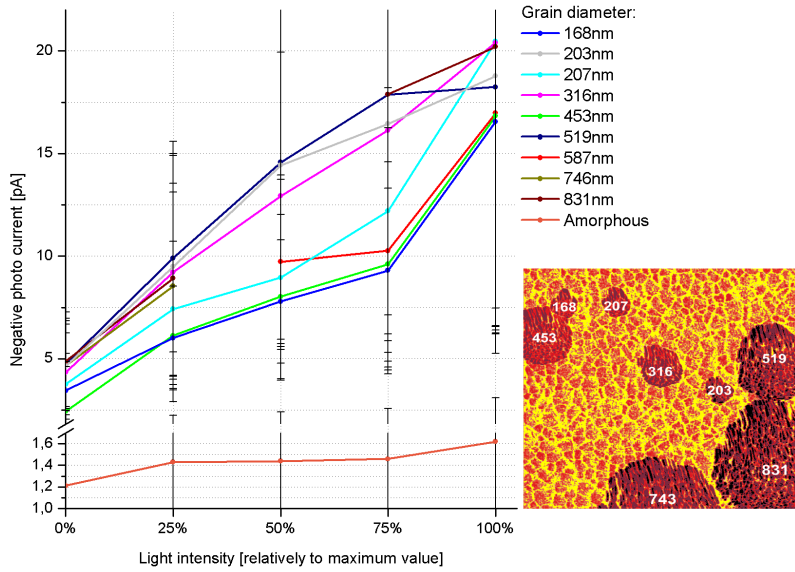 Grain diameter:
168nm
203nm
207nm
316nm
453nm
519nm
587nm
746nm
831nm
Amorphous
Negative photo current [pA]
20
15
10
5
1,6
1,4
1,2
1,0
0% 25% 50% 75% 100%
Light intensity [relatively to maximum value]
168 207
453
519
316
203
831
743